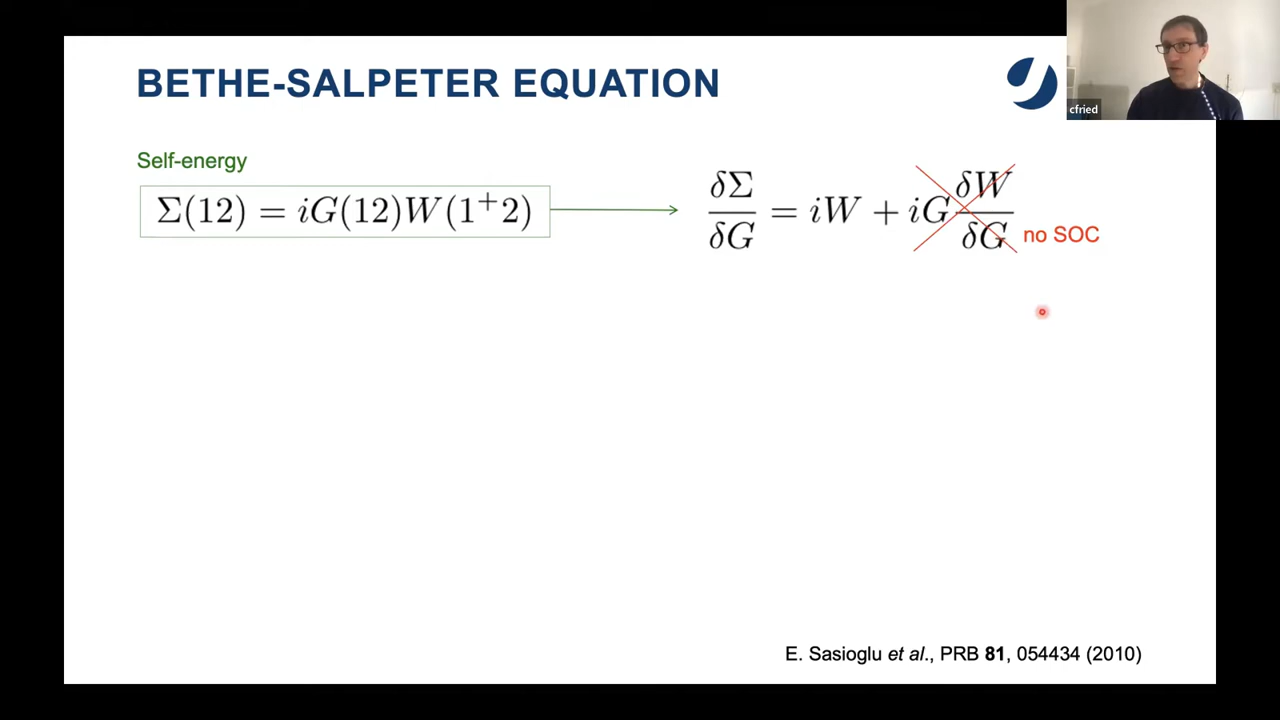 BETHE-SALPETER EQUATION
cfried
Self-energy
Σ(12) = iG(12)W(1⁺2)
δΣ/δG = iW + iG δW/δG
no SOC
E. Sasioglu et al., PRB 81, 054434 (2010)